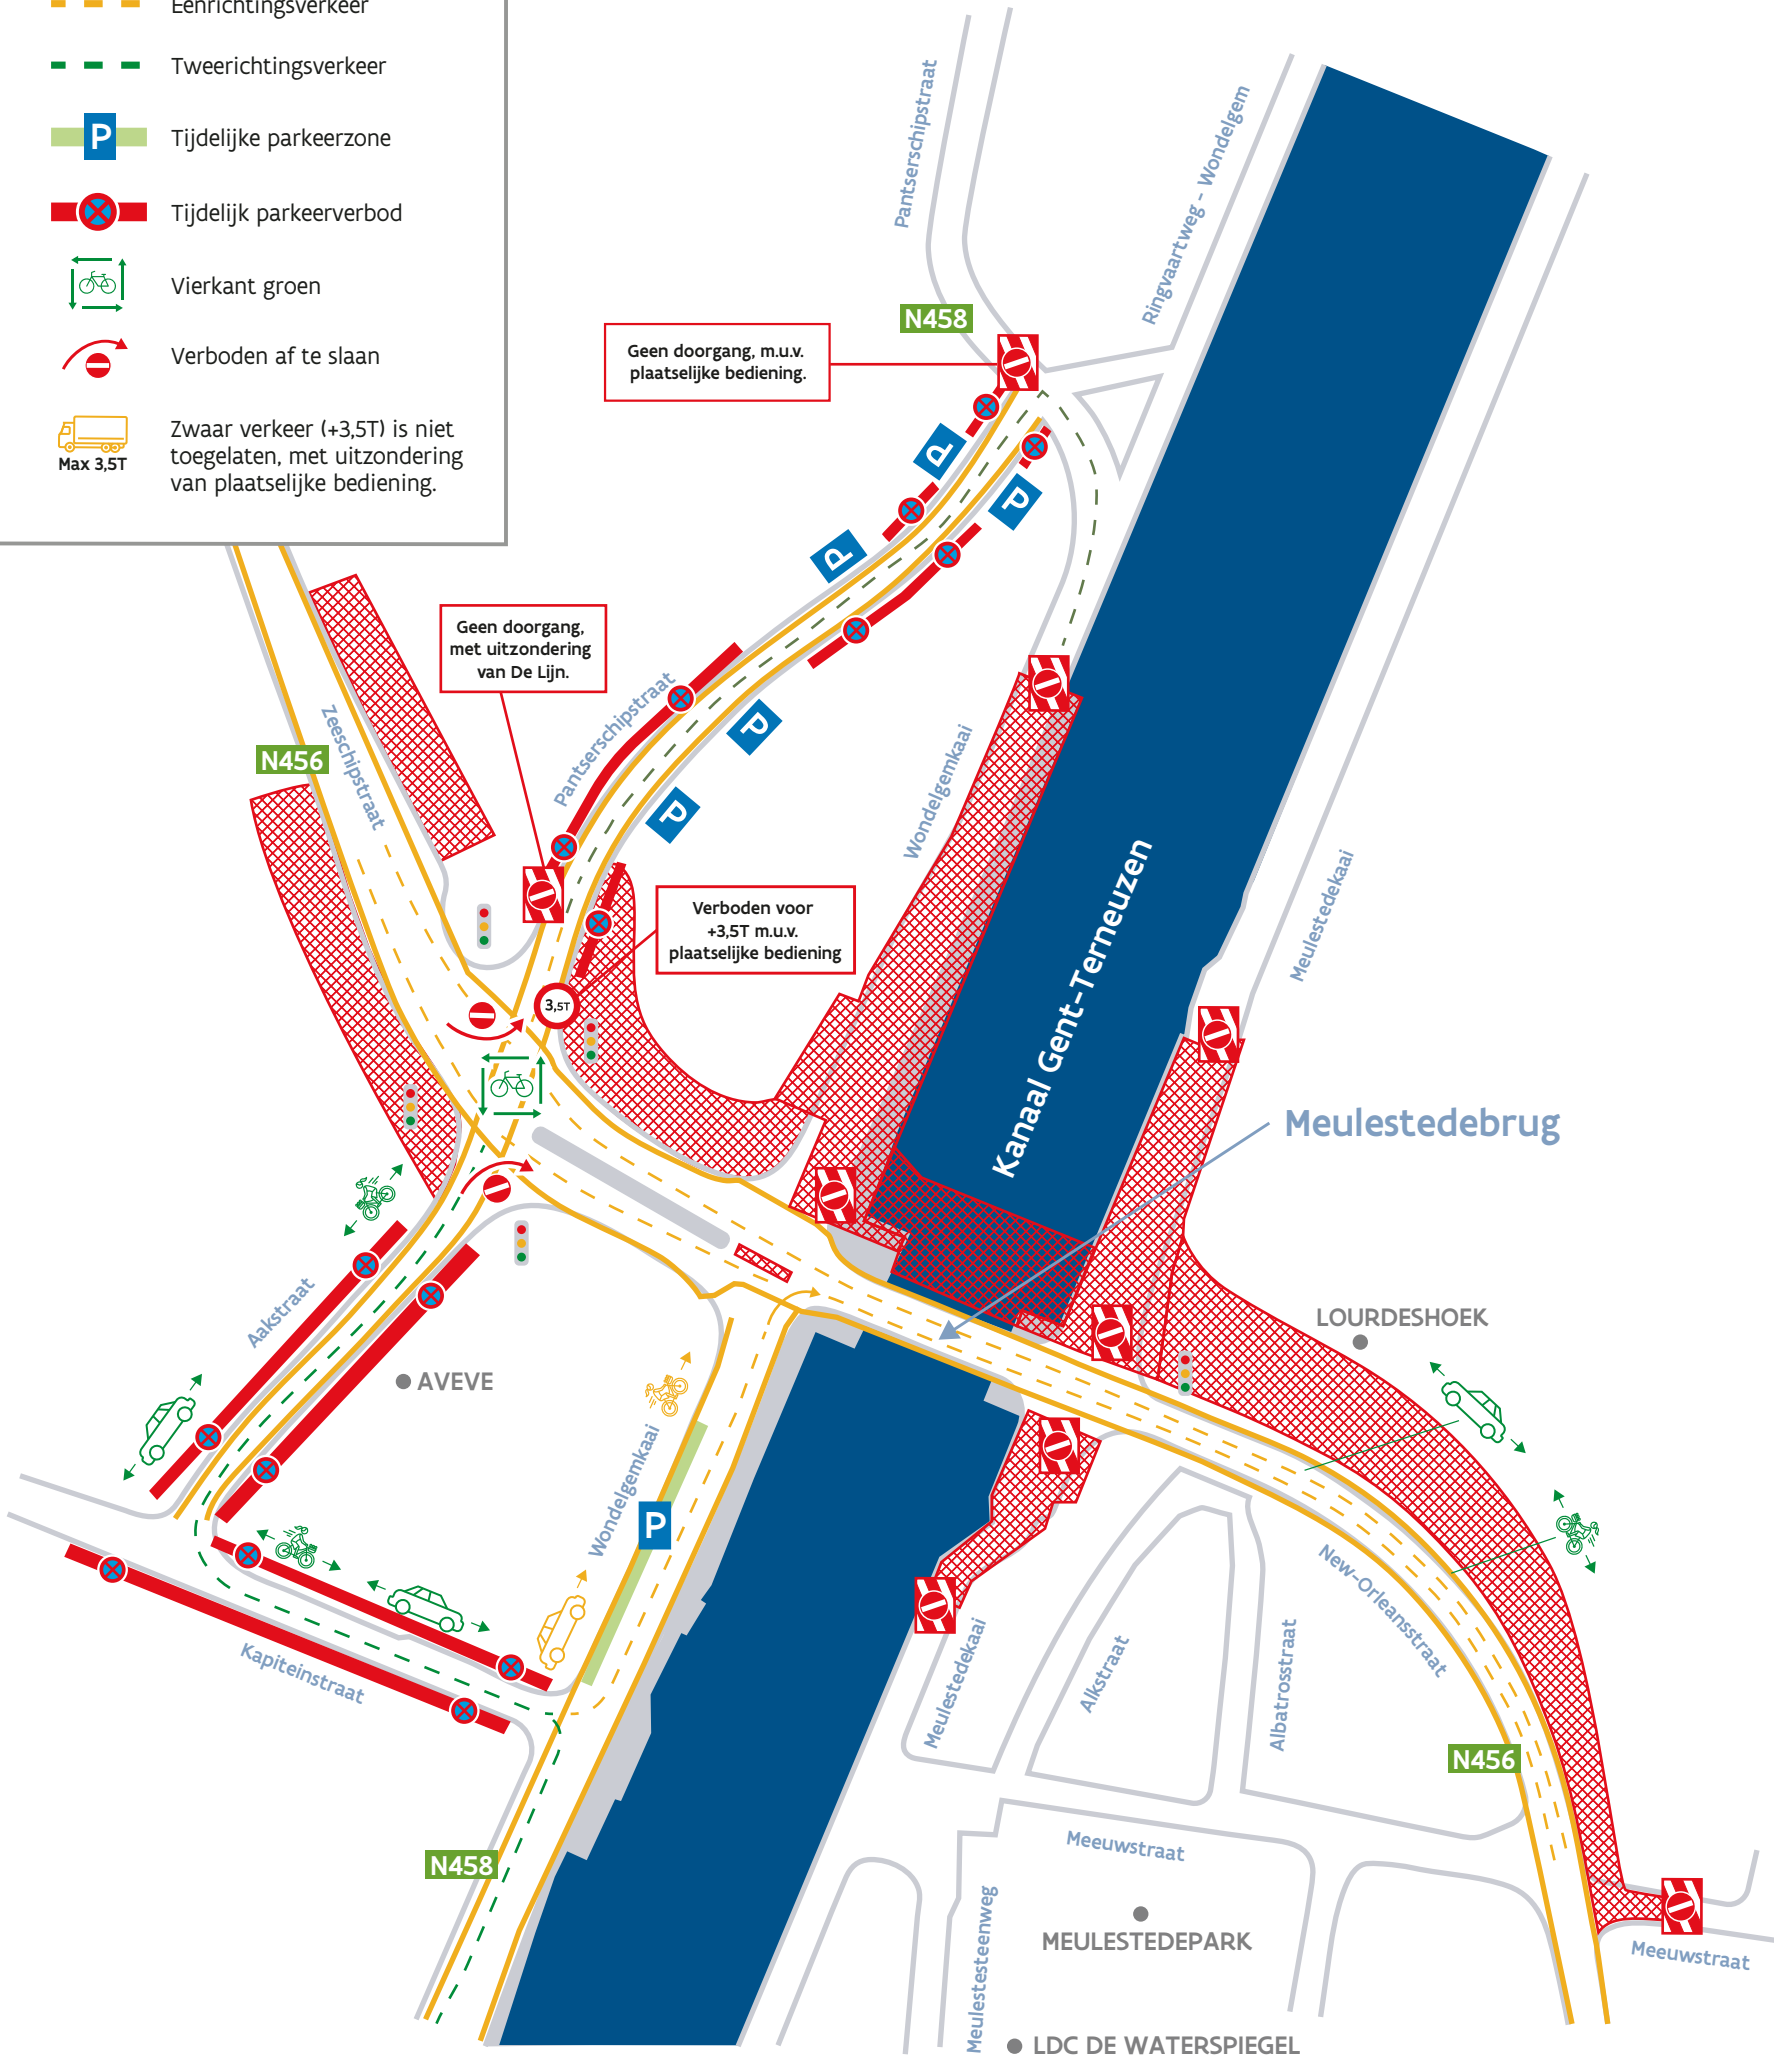 Eenrichtingsverkeer
Tweerichtingsverkeer
P
Tijdelijke parkeerzone
Tijdelijk parkeerverbod
Vierkant groen
Verboden af te slaan
Max 3,5T
Zwaar verkeer (+3,5T) is niet
toegelaten, met uitzondering
van plaatselijke bediening.
Pantserschipstraat
Ringvaartweg - Wondelgem
N458
Geen doorgang, m.u.v.
plaatselijke bediening.
P
P
P
Geen doorgang,
met uitzondering
van De Lijn.
Pantserschipstraat
P
P
Zeeschipstraat
N456
Wondelgemkaai
Verboden voor
+3,5T m.u.v.
plaatselijke bediening
3,5T
Kanaal Gent-Terneuzen
Meulestedekaai
Meulestedebrug
Aakstraat
AVEVE
LOURDESHOEK
Wondelgemkaai
P
Kapiteinstraat
N458
New-Orleansstraat
Meulestedekaai
Alkstraat
Albatrosstraat
N456
Meeuwstraat
MEULESTEDEPARK
Meulestesteenweg
Meeuwstraat
LDC DE WATERSPIEGEL